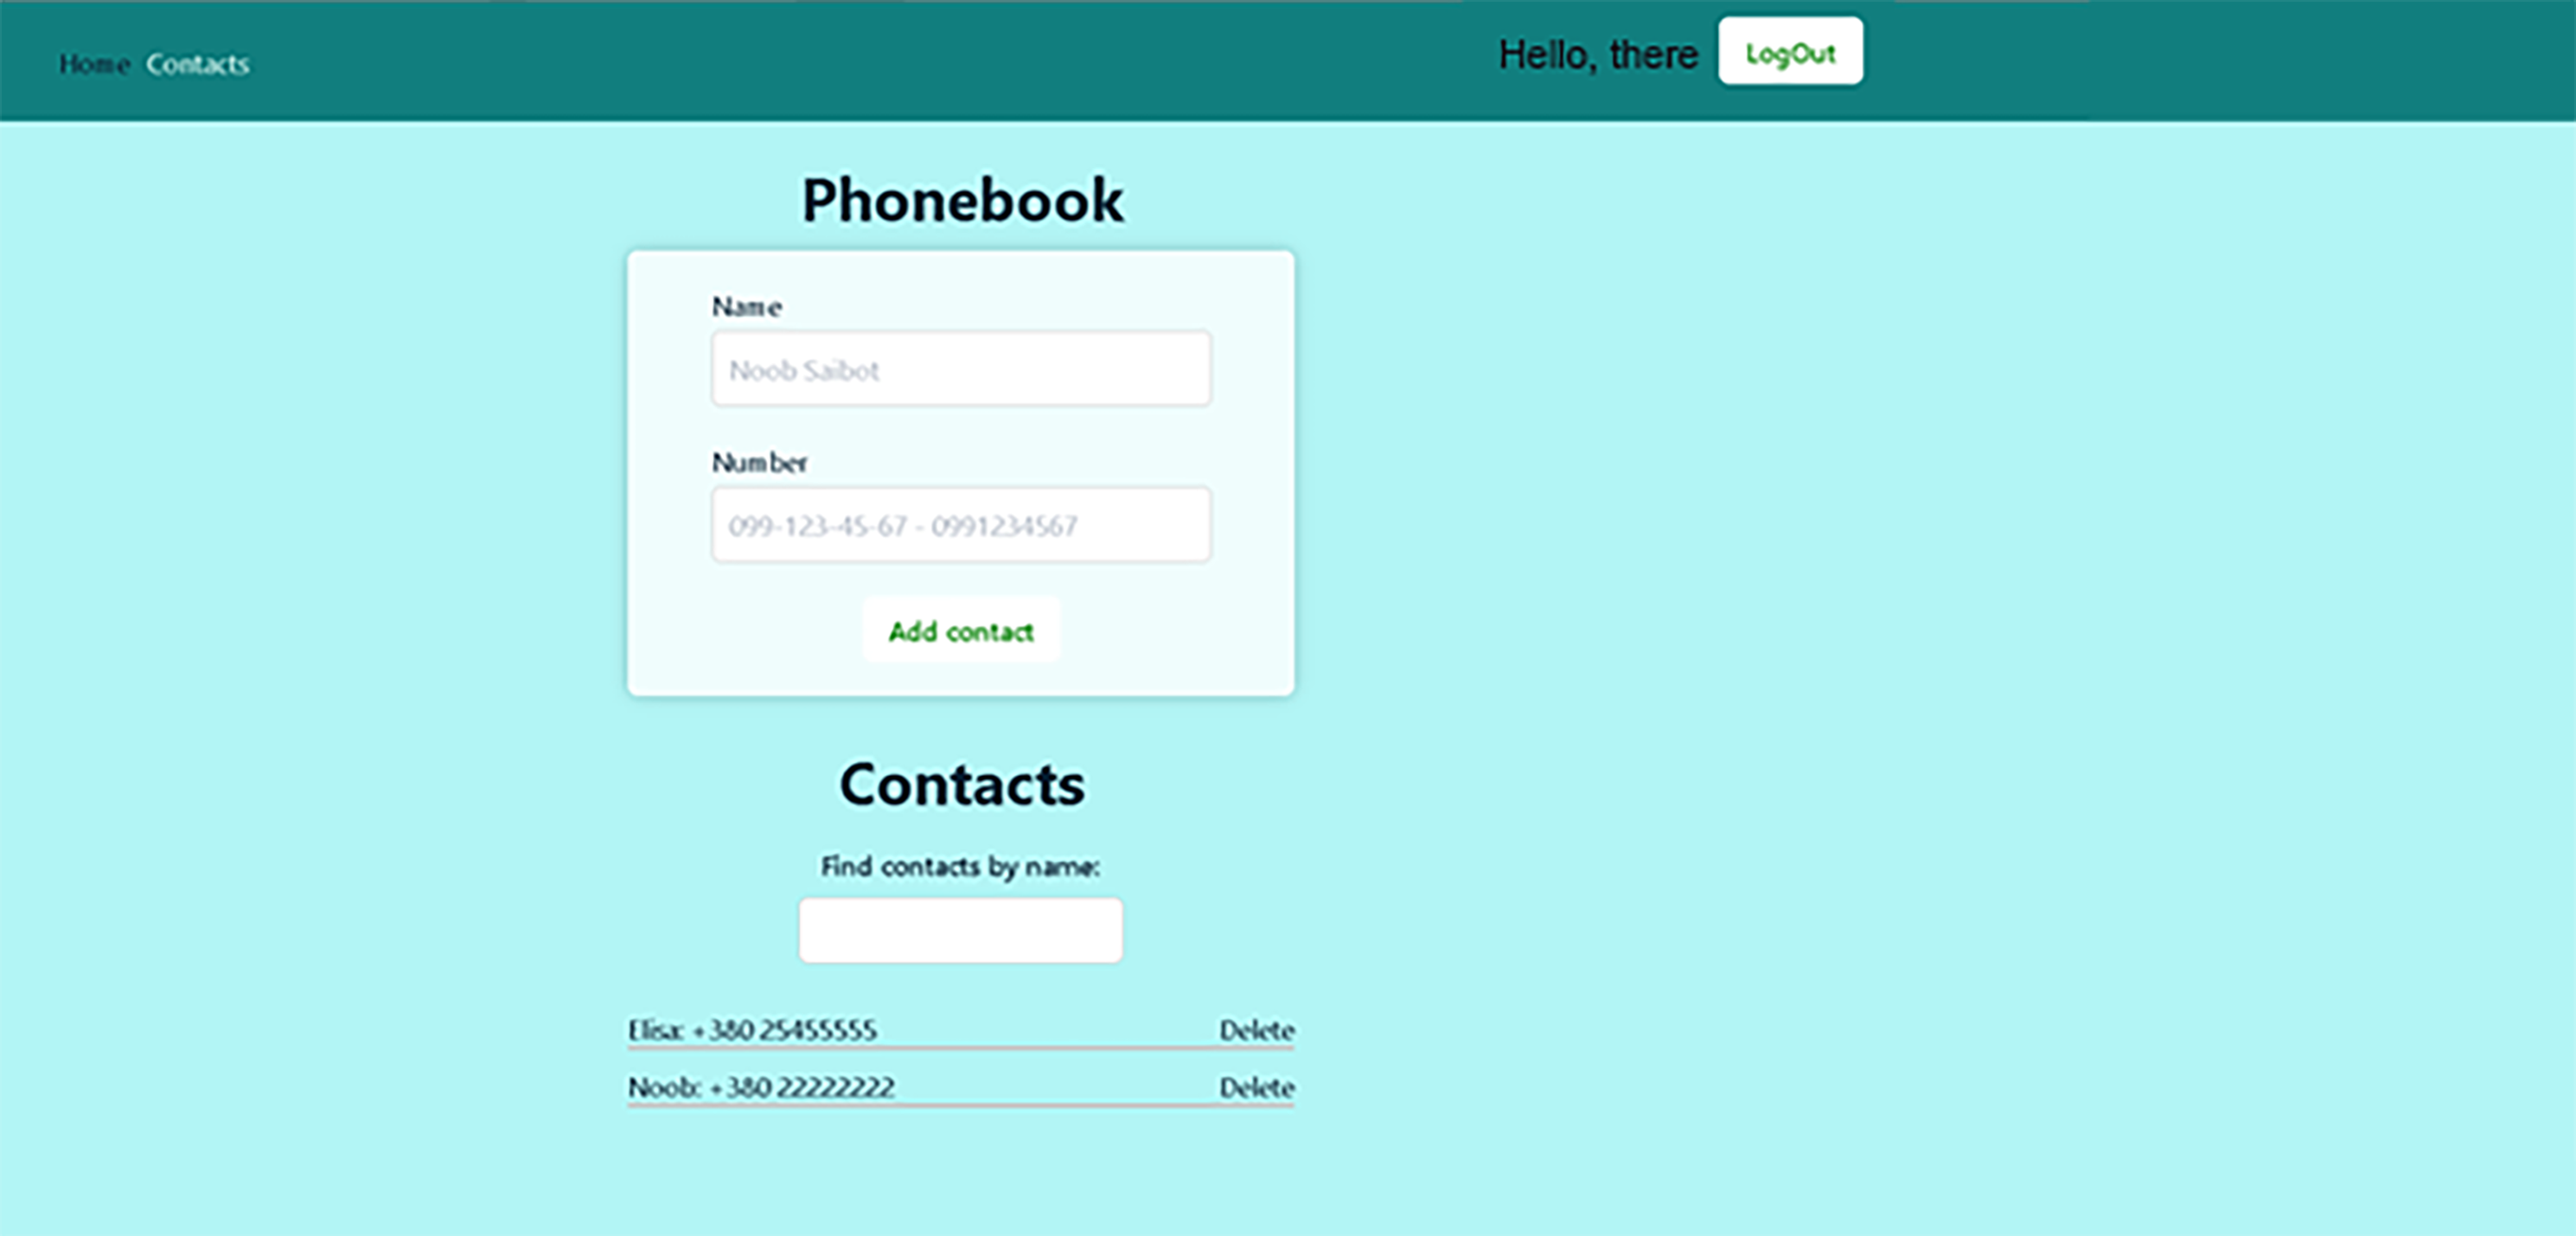 Home Contacts Hello, there LogOut
Phonebook
Name
Noob Saibot
Number
099-123-45-67 - 0991234567
Add contact
Contacts
Find contacts by name:
Elisa: +380 25455555 Delete
Noob: +380 22222222 Delete